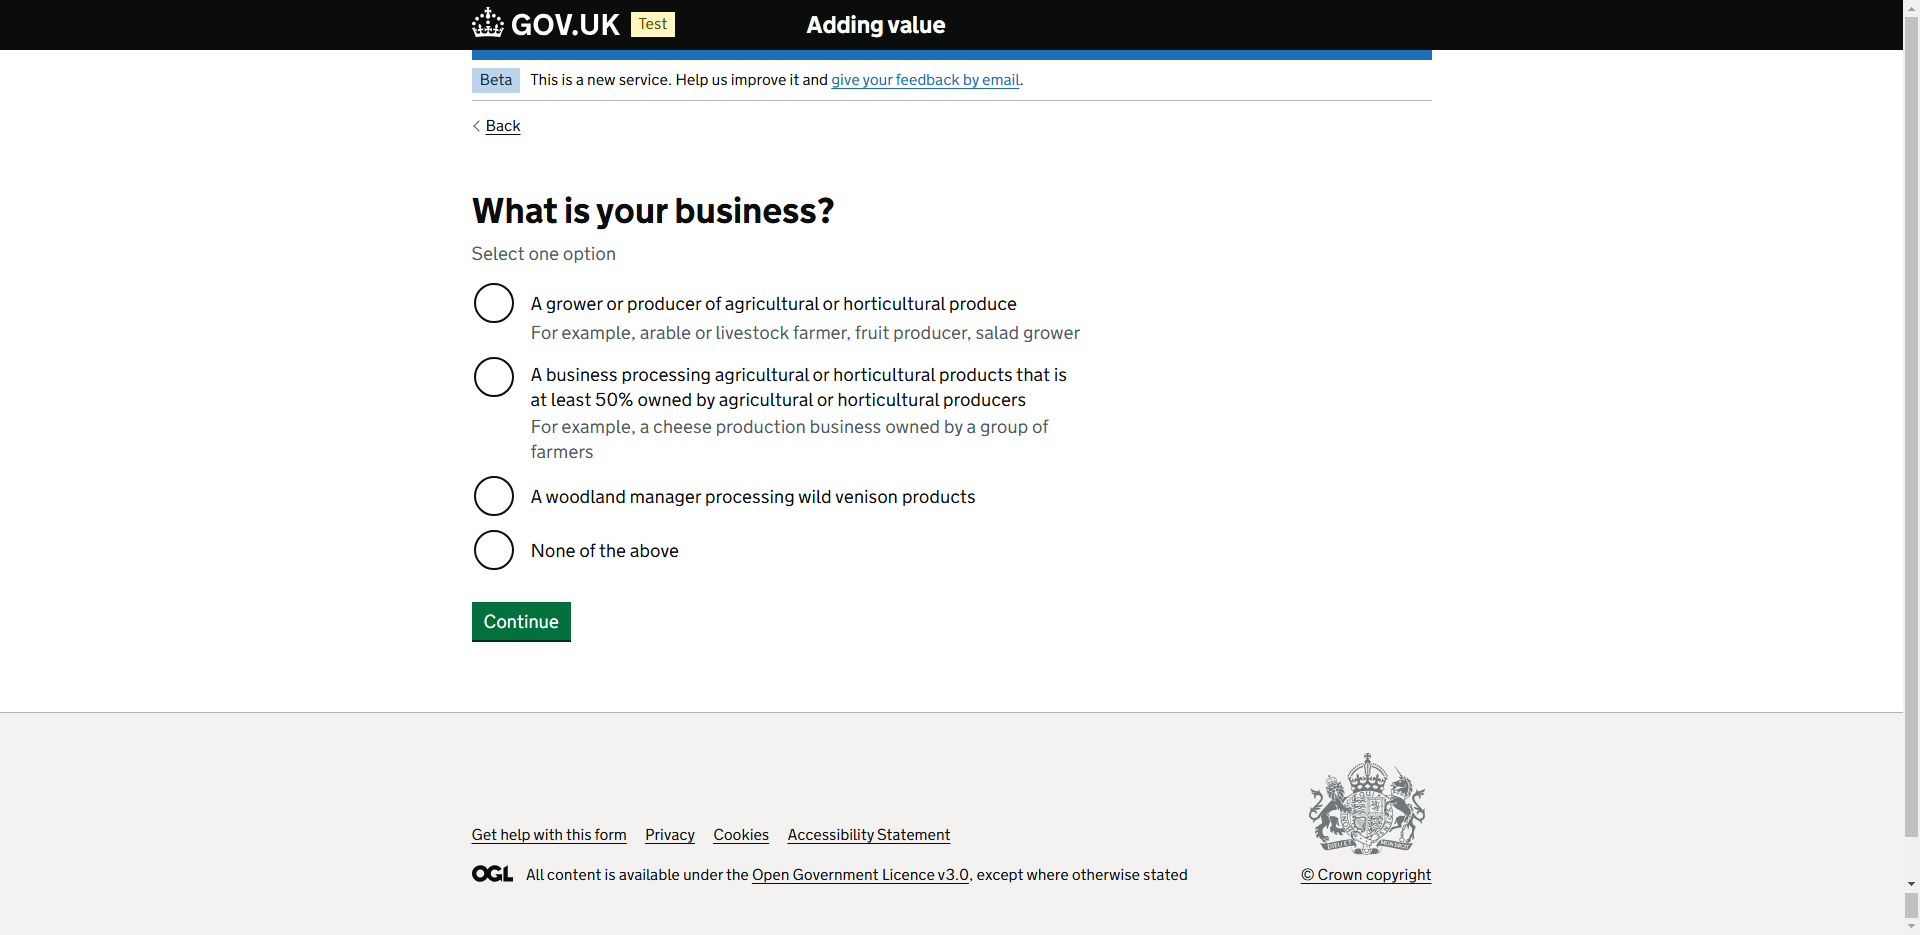 GOV.UK Test Adding value
Beta This is a new service. Help us improve it and give your feedback by email.
Back
What is your business?
Select one option
A grower or producer of agricultural or horticultural produce
For example, arable or livestock farmer, fruit producer, salad grower
A business processing agricultural or horticultural products that is
at least 50% owned by agricultural or horticultural producers
For example, a cheese production business owned by a group of
farmers
A woodland manager processing wild venison products
None of the above
Continue
Get help with this form Privacy Cookies Accessibility Statement
OGL All content is available under the Open Government Licence v3.0, except where otherwise stated
© Crown copyright